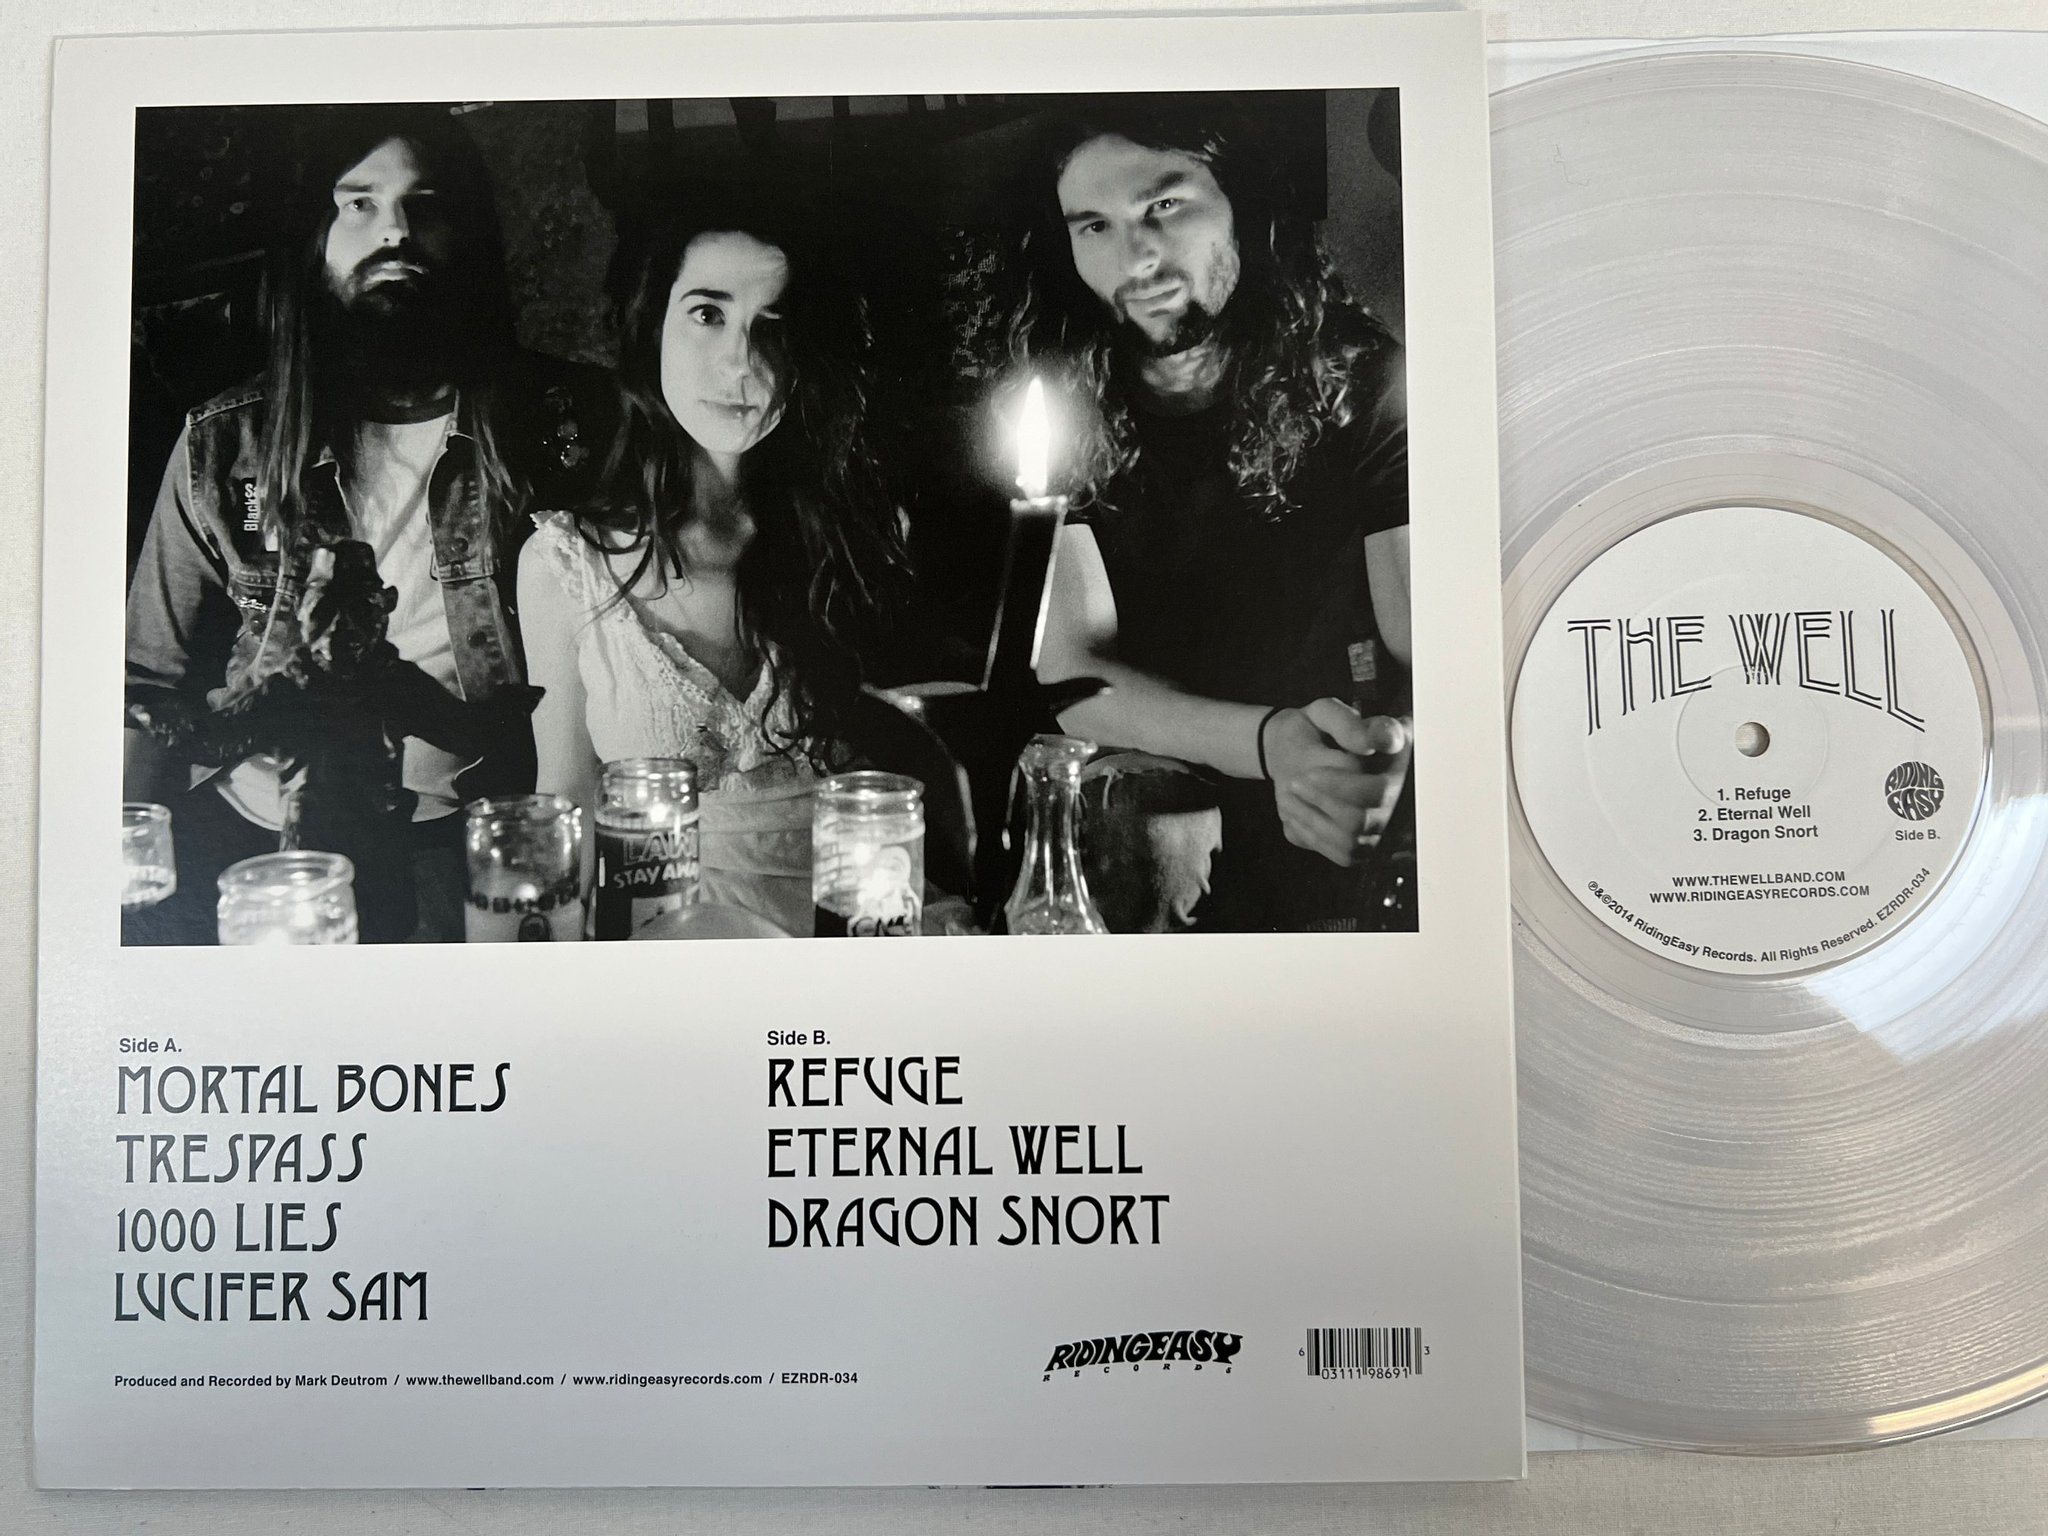 Black
LAW
STAY AWA
Side A.
MORTAL BONES
TRESPASS
1000 LIES
LUCIFER SAM
Side B.
REFUGE
ETERNAL WELL
DRAGON SNORT
Produced and Recorded by Mark Deutrom / www.thewellband.com / www.ridingeasyrecords.com / EZRDR-034
RIDINGEASY
RECORDS
6 03111 98691 3
THE WELL
1. Refuge
2. Eternal Well
3. Dragon Snort
RIDING
EASY
Side B.
WWW.THEWELLBAND.COM
WWW.RIDINGEASYRECORDS.COM
℗&©2014 RidingEasy Records. All Rights Reserved. EZRDR-034